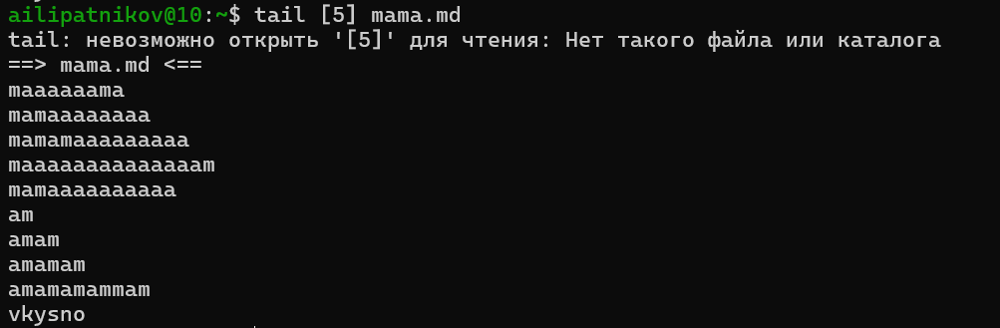 ailipatnikov@10:~$ tail [5] mama.md
tail: невозможно открыть '[5]' для чтения: Нет такого файла или каталога
==> mama.md <==
maaaaaama
mamaaaaaaaa
mamamaaaaaaaaa
maaaaaaaaaaaaaam
mamaaaaaaaaaa
am
amam
amamam
amamamammam
vkysno